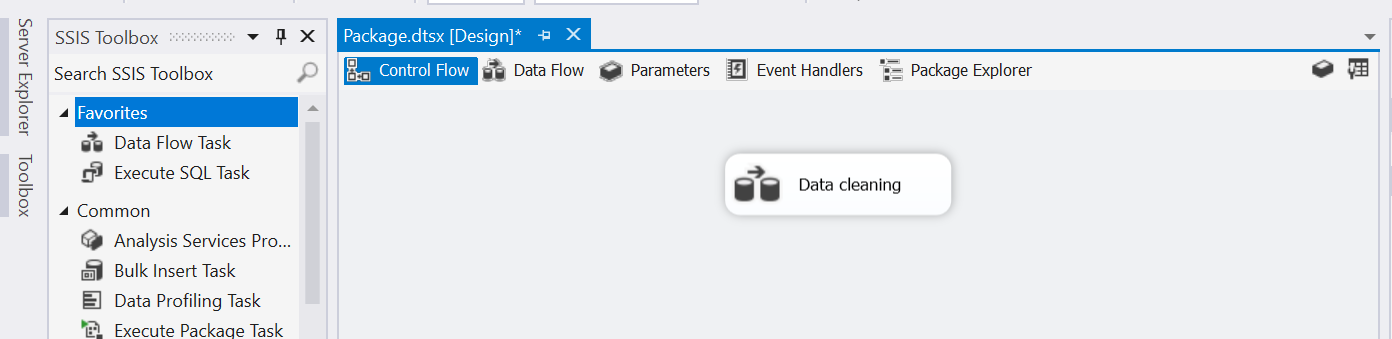 Server Explorer
Toolbox
SSIS Toolbox
Search SSIS Toolbox
Favorites
Data Flow Task
Execute SQL Task
Common
Analysis Services Pro...
Bulk Insert Task
Data Profiling Task
Execute Package Task
Package.dtsx [Design]*
Control Flow Data Flow Parameters Event Handlers Package Explorer
Data cleaning